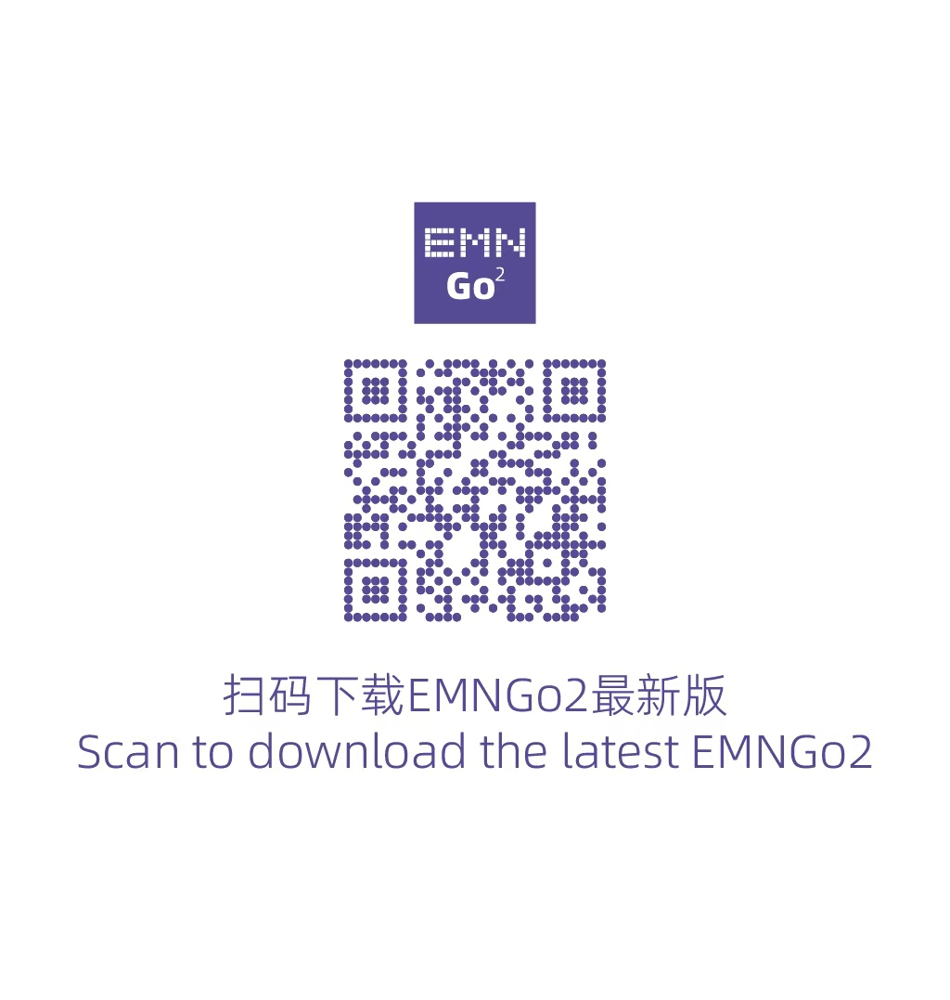 EMN
Go²
扫码下载EMNGo2最新版
Scan to download the latest EMNGo2